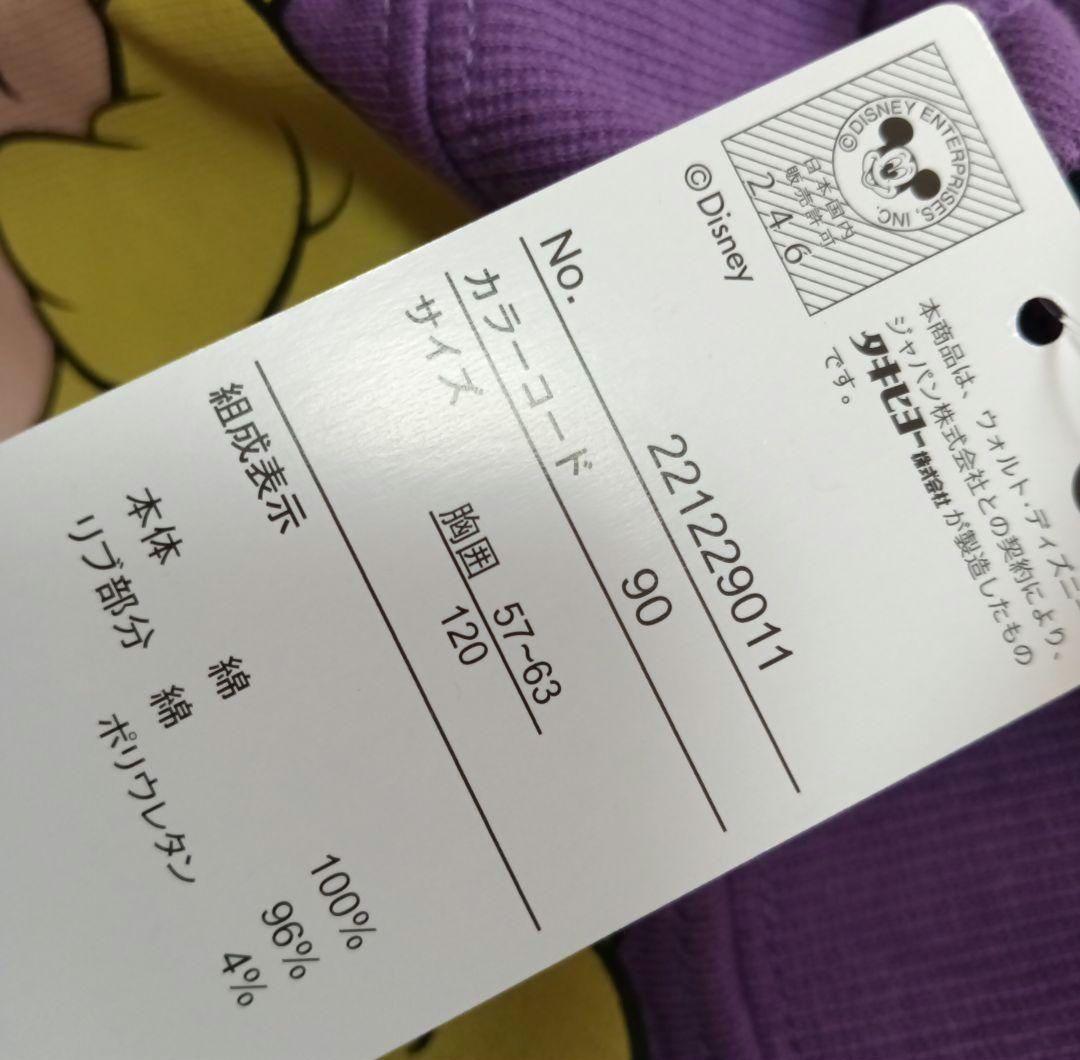 ©DISNEY ENTERPRISES, INC.
日本国内
販売許可
246
©Disney
本商品は、ウォルト・ディズニー
ジャパン株式会社との契約により、
タキヒヨー株式会社が製造したもの
です。
No. 221229011
カラーコード 90
サイズ 胸囲 57~63
120
組成表示
本体 綿 100%
リブ部分 綿 96%
ポリウレタン 4%